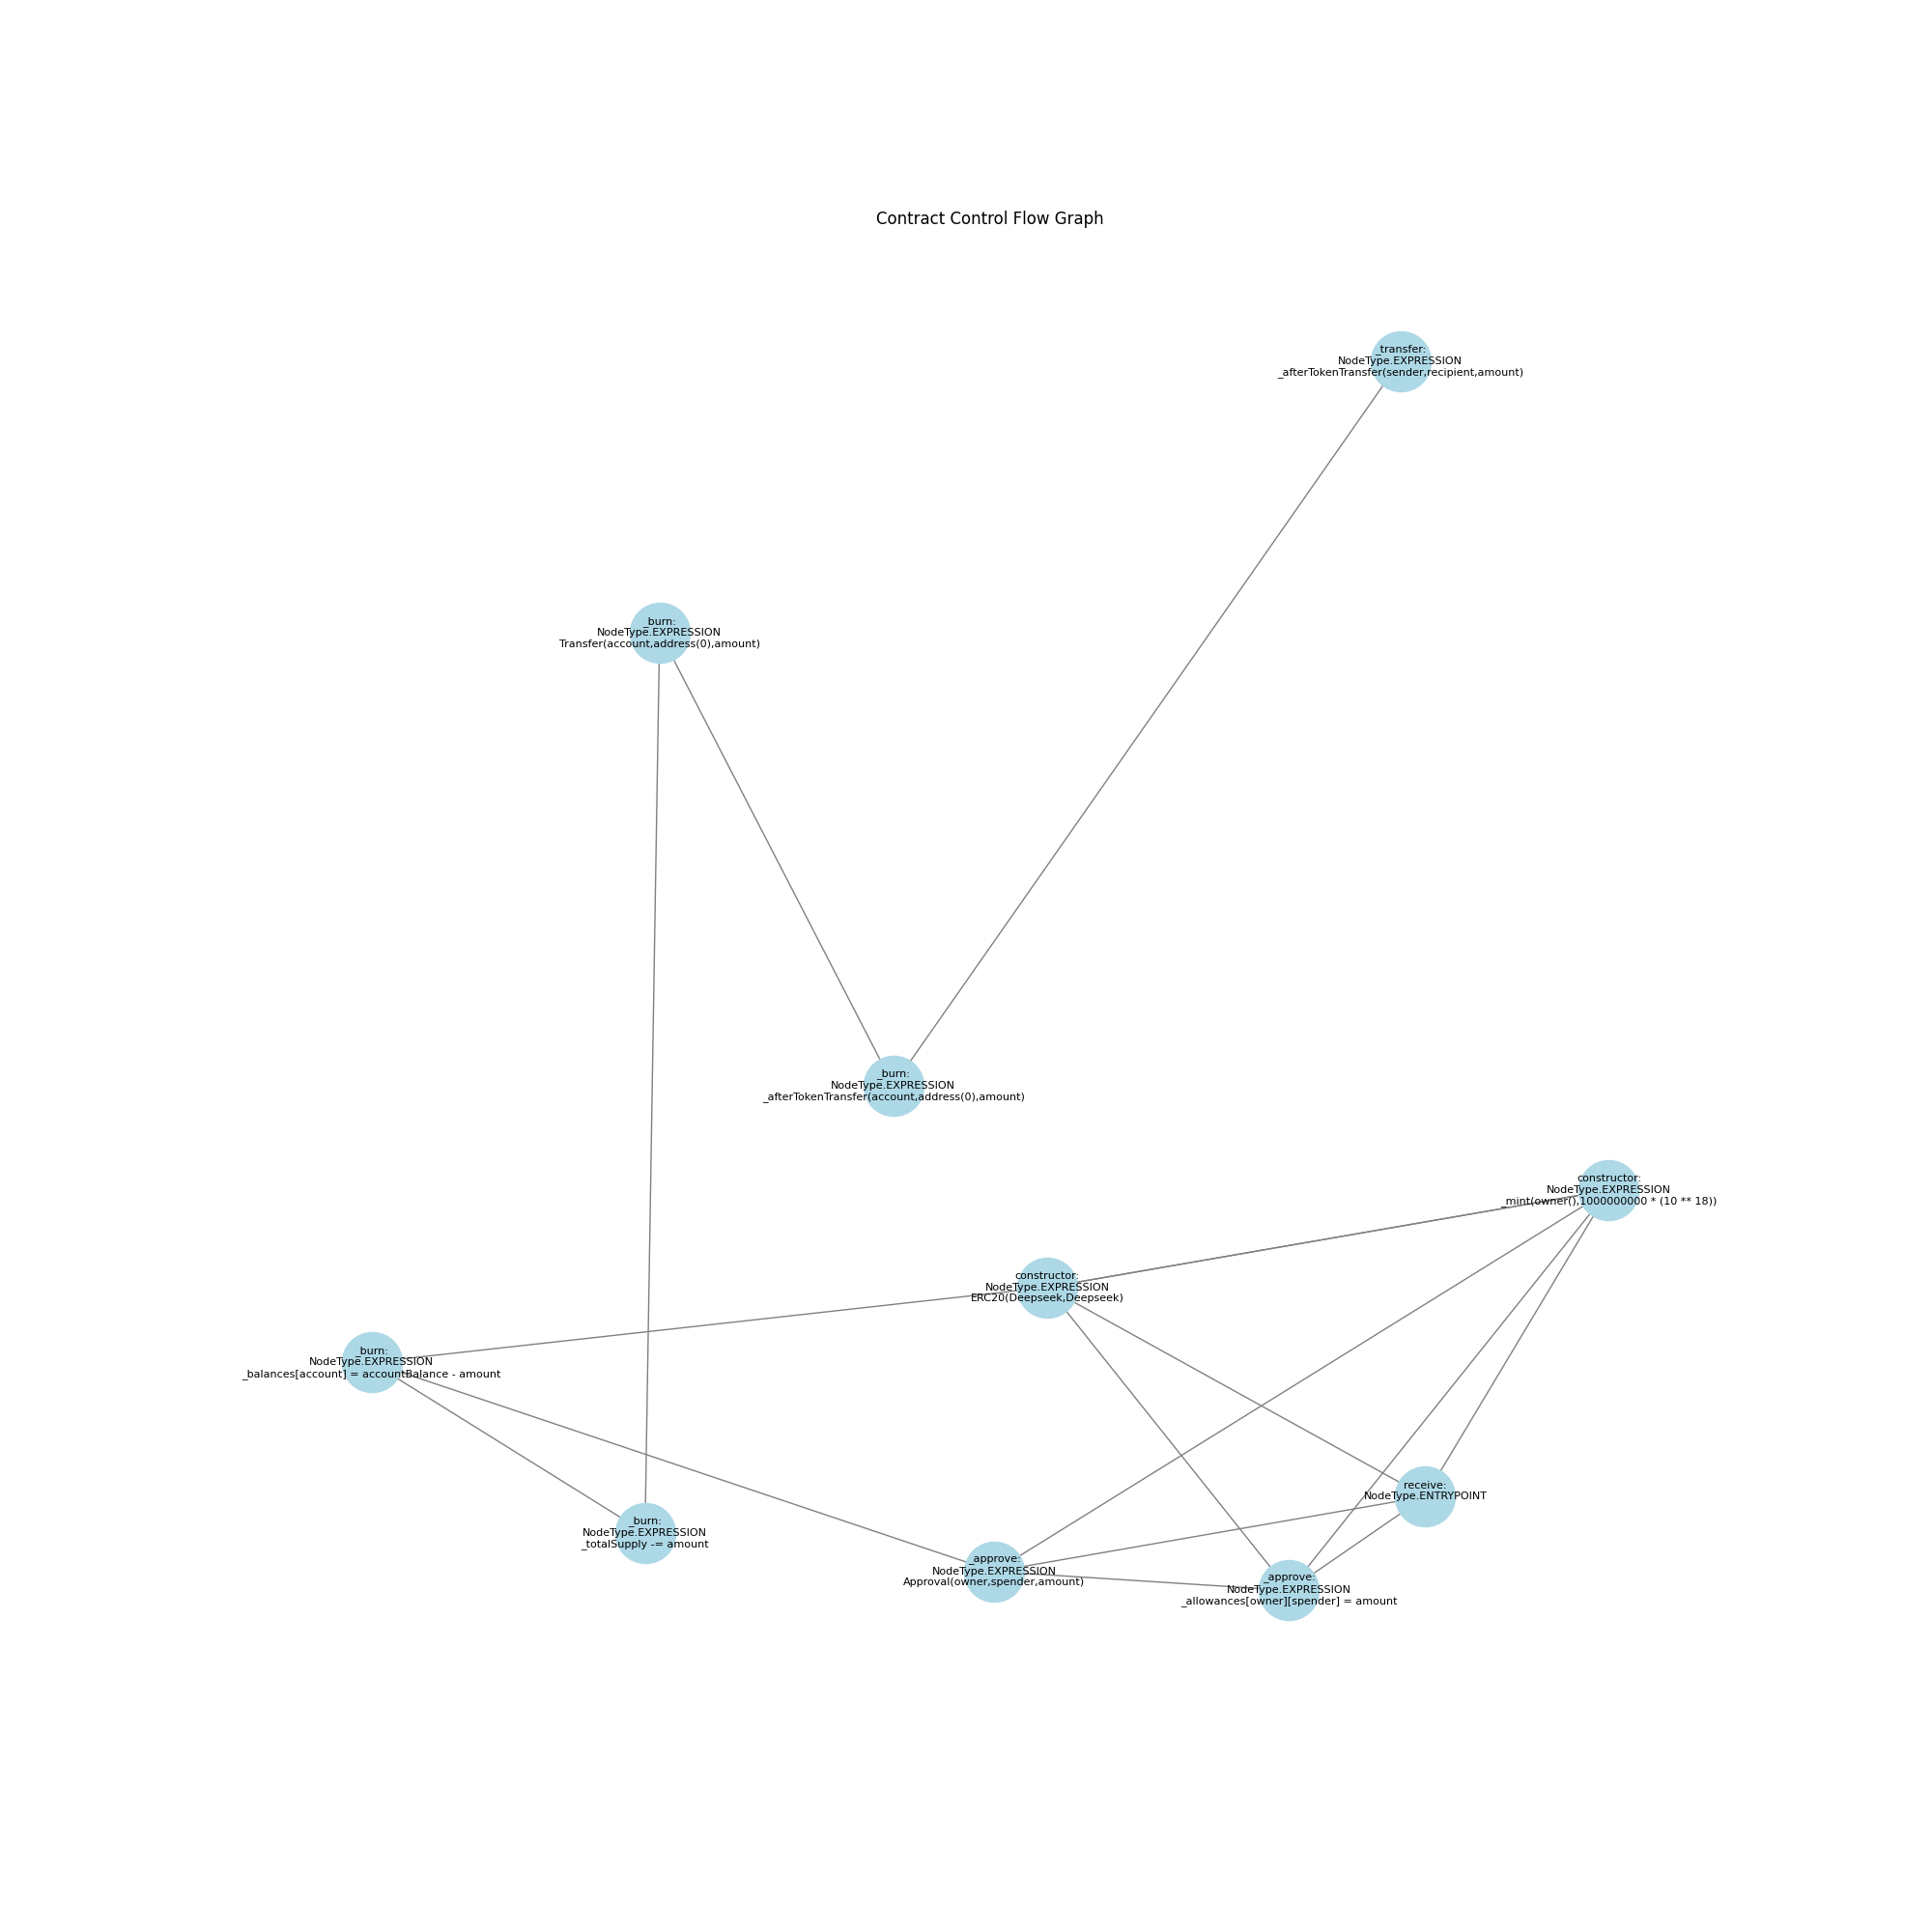 Contract Control Flow Graph
_transfer:
NodeType.EXPRESSION
_afterTokenTransfer(sender,recipient,amount)
_burn:
NodeType.EXPRESSION
Transfer(account,address(0),amount)
_burn:
NodeType.EXPRESSION
_afterTokenTransfer(account,address(0),amount)
constructor:
NodeType.EXPRESSION
_mint(owner(),1000000000 * (10 ** 18))
constructor:
NodeType.EXPRESSION
ERC20(Deepseek,Deepseek)
_burn:
NodeType.EXPRESSION
_balances[account] = accountBalance - amount
receive:
NodeType.ENTRYPOINT
_burn:
NodeType.EXPRESSION
_totalSupply -= amount
_approve:
NodeType.EXPRESSION
Approval(owner,spender,amount)
_approve:
NodeType.EXPRESSION
_allowances[owner][spender] = amount